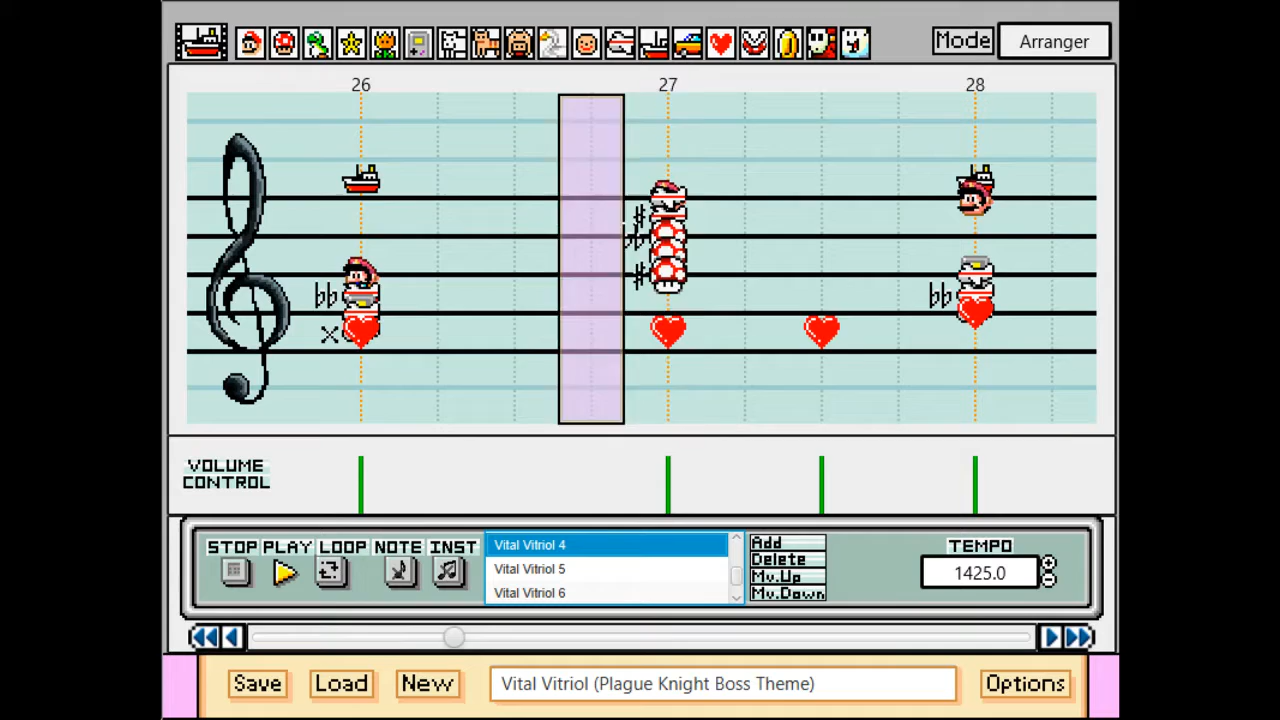 Mode Arranger
26 27 28
VOLUME
CONTROL
STOP PLAY LOOP NOTE INST
Vital Vitriol 4
Vital Vitriol 5
Vital Vitriol 6
Add
Delete
Mv.Up
Mv.Down
TEMPO
1425.0
Save Load New Vital Vitriol (Plague Knight Boss Theme) Options